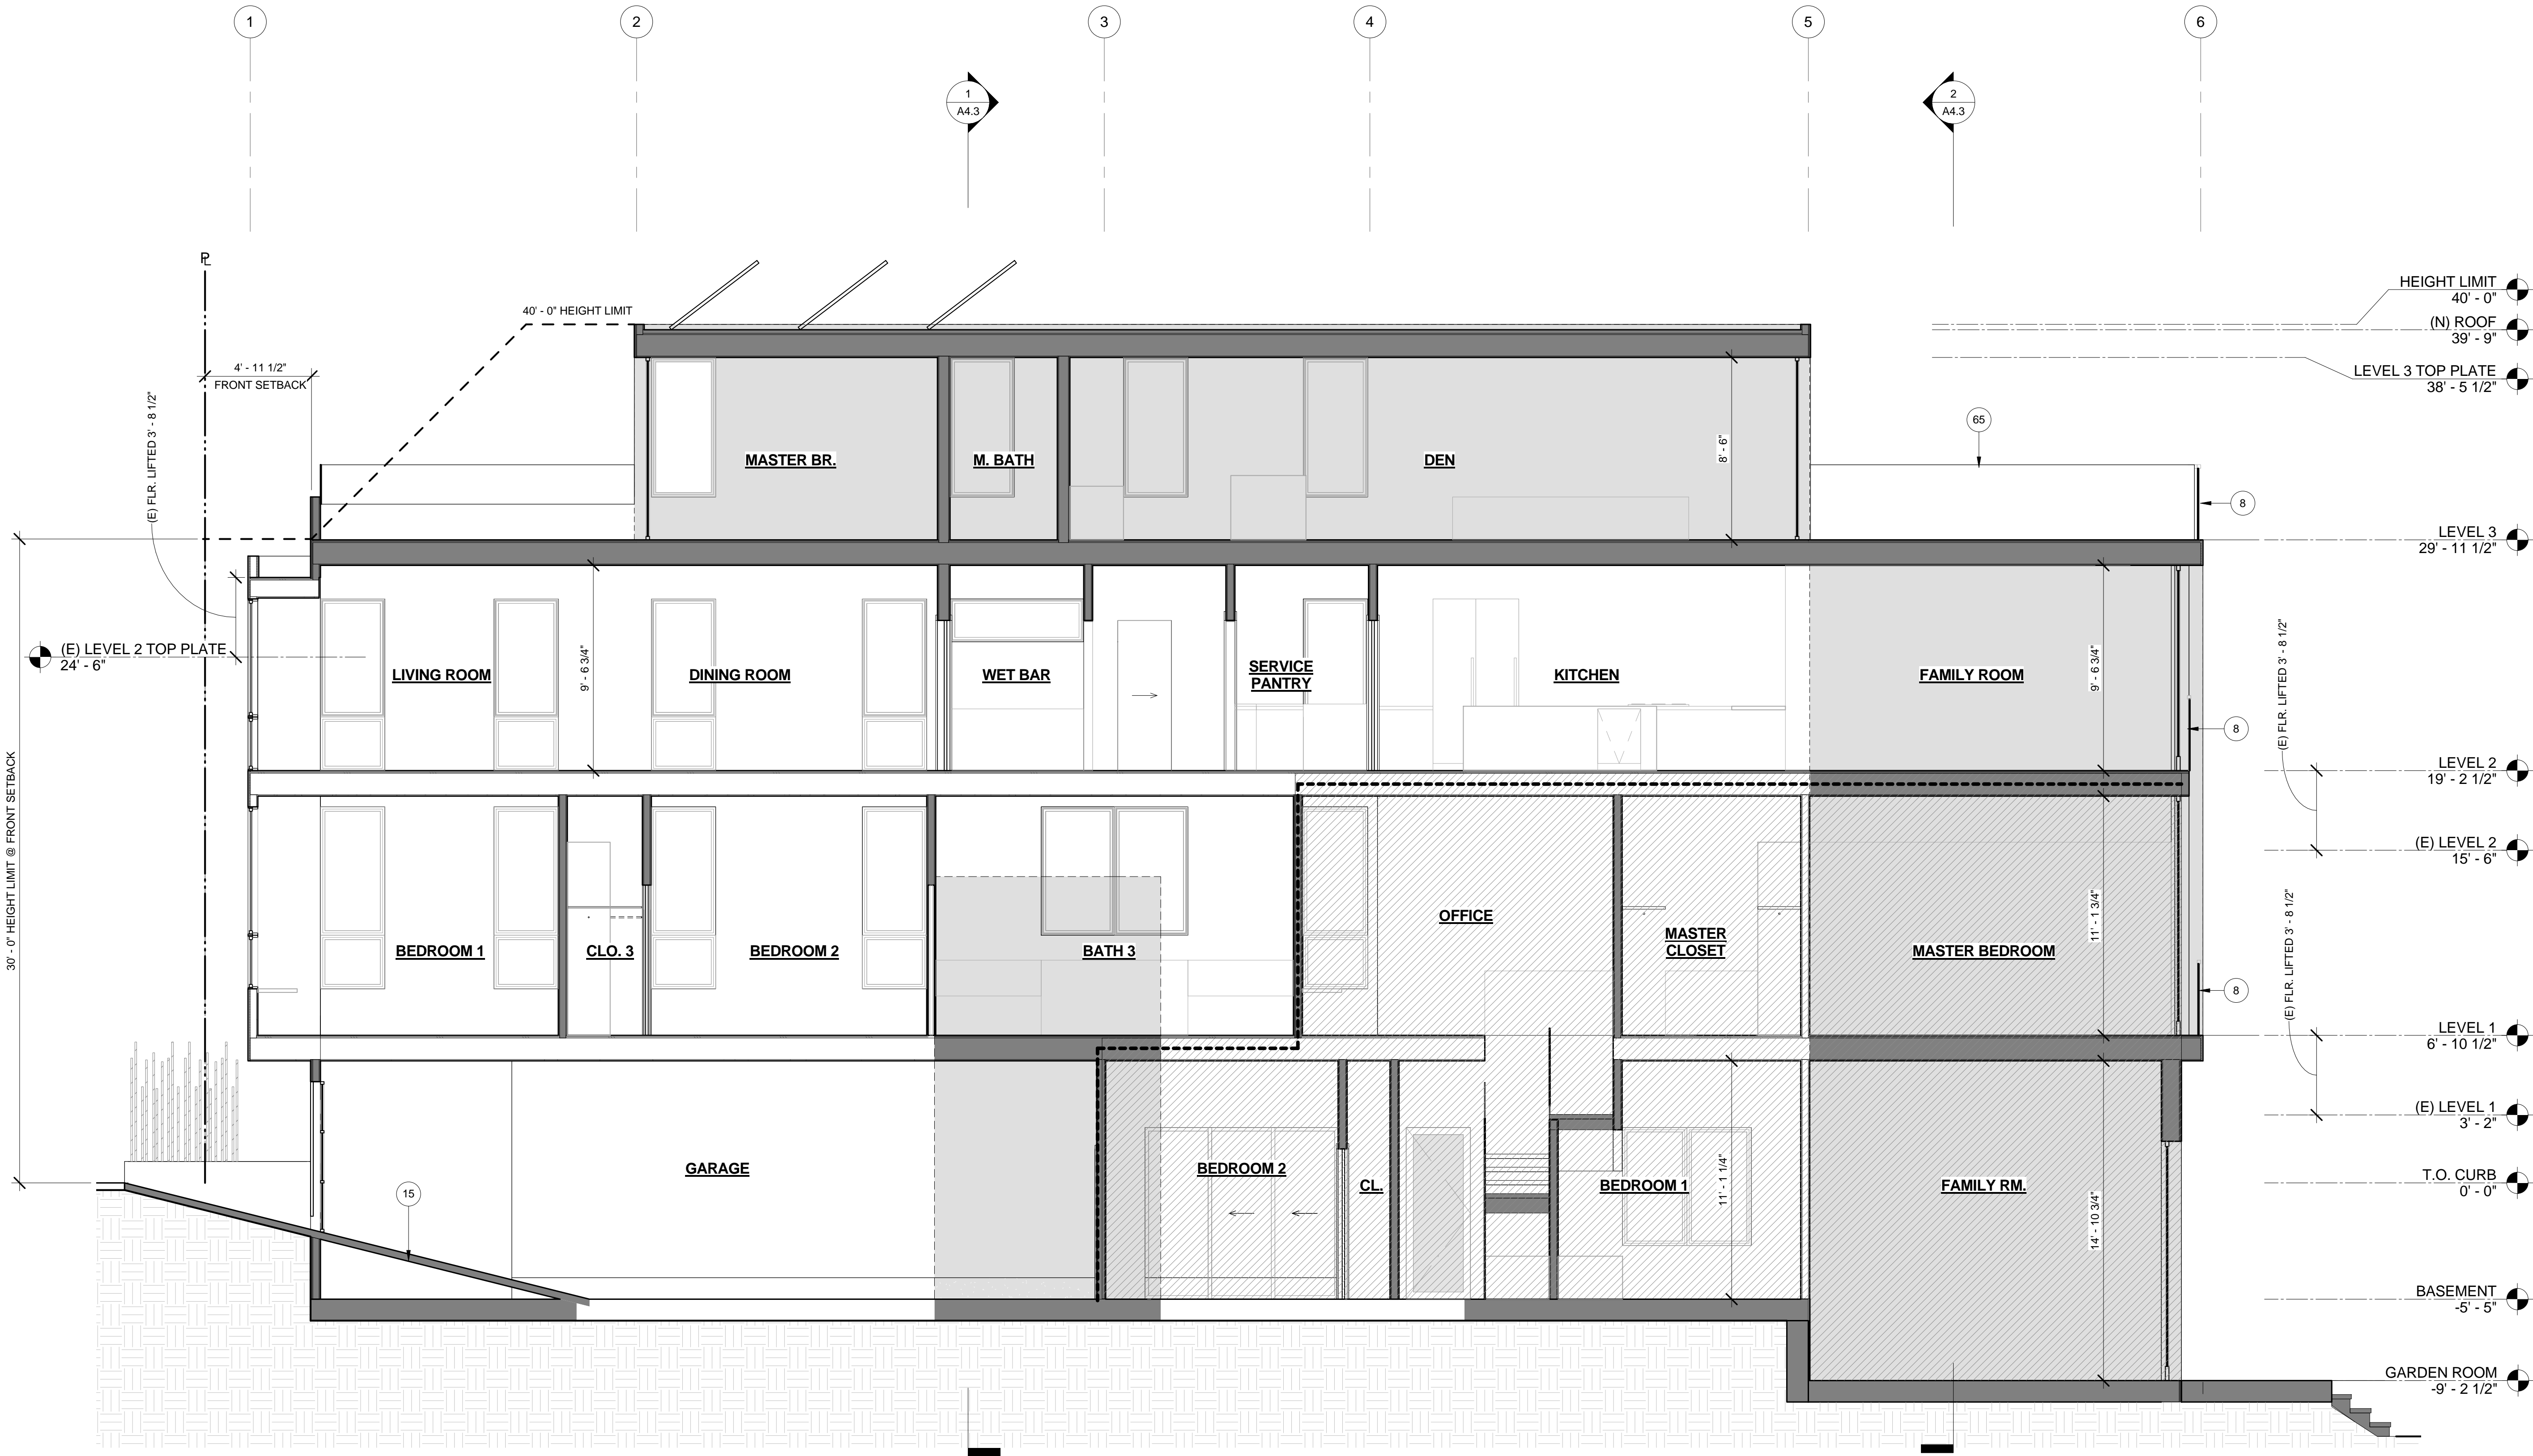 1
2
3
4
5
6
1
A4.3
2
A4.3
PL
40' - 0" HEIGHT LIMIT
HEIGHT LIMIT
40' - 0"
(N) ROOF
39' - 9"
4' - 11 1/2"
FRONT SETBACK
LEVEL 3 TOP PLATE
38' - 5 1/2"
(E) FLR. LIFTED 3' - 8 1/2"
65
MASTER BR.
M. BATH
DEN
8' - 6"
8
LEVEL 3
29' - 11 1/2"
(E) LEVEL 2 TOP PLATE
24' - 6"
LIVING ROOM
9' - 6 3/4"
DINING ROOM
WET BAR
SERVICE
PANTRY
KITCHEN
FAMILY ROOM
9' - 6 3/4"
8
(E) FLR. LIFTED 3' - 8 1/2"
LEVEL 2
19' - 2 1/2"
30' - 0" HEIGHT LIMIT @ FRONT SETBACK
(E) LEVEL 2
15' - 6"
BEDROOM 1
CLO. 3
BEDROOM 2
BATH 3
OFFICE
MASTER
CLOSET
MASTER BEDROOM
11' - 1 3/4"
8
(E) FLR. LIFTED 3' - 8 1/2"
LEVEL 1
6' - 10 1/2"
(E) LEVEL 1
3' - 2"
GARAGE
15
BEDROOM 2
CL.
BEDROOM 1
11' - 1 1/4"
FAMILY RM.
14' - 10 3/4"
T.O. CURB
0' - 0"
BASEMENT
-5' - 5"
GARDEN ROOM
-9' - 2 1/2"